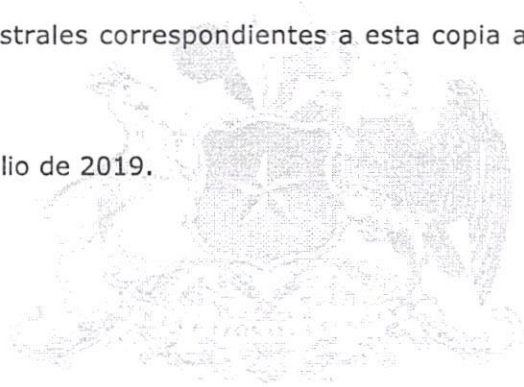 strales correspondientes a esta copia a
lio de 2019.